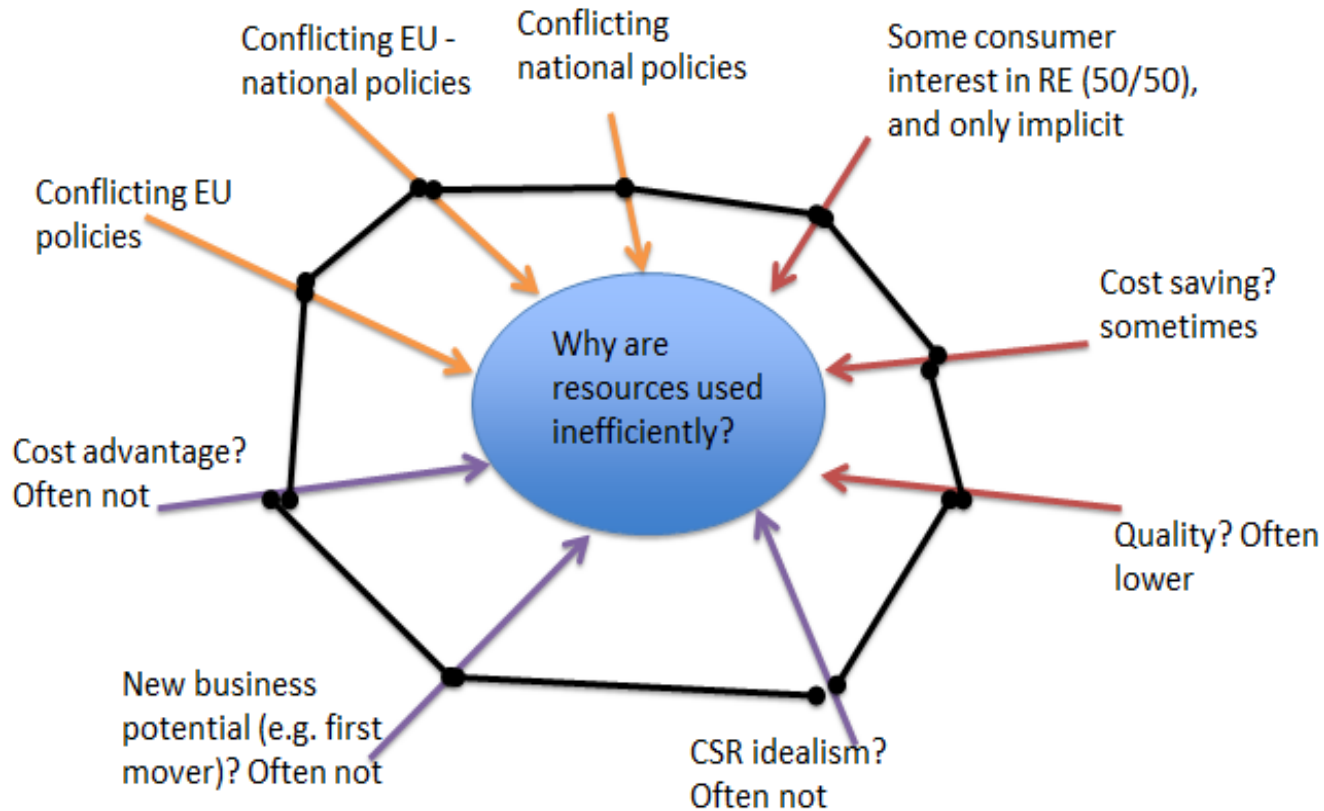 Conflicting EU -
national policies
Conflicting
national policies
Some consumer
interest in RE (50/50),
and only implicit
Conflicting EU
policies
Cost saving?
sometimes
Why are
resources used
inefficiently?
Cost advantage?
Often not
Quality? Often
lower
New business
potential (e.g. first
mover)? Often not
CSR idealism?
Often not